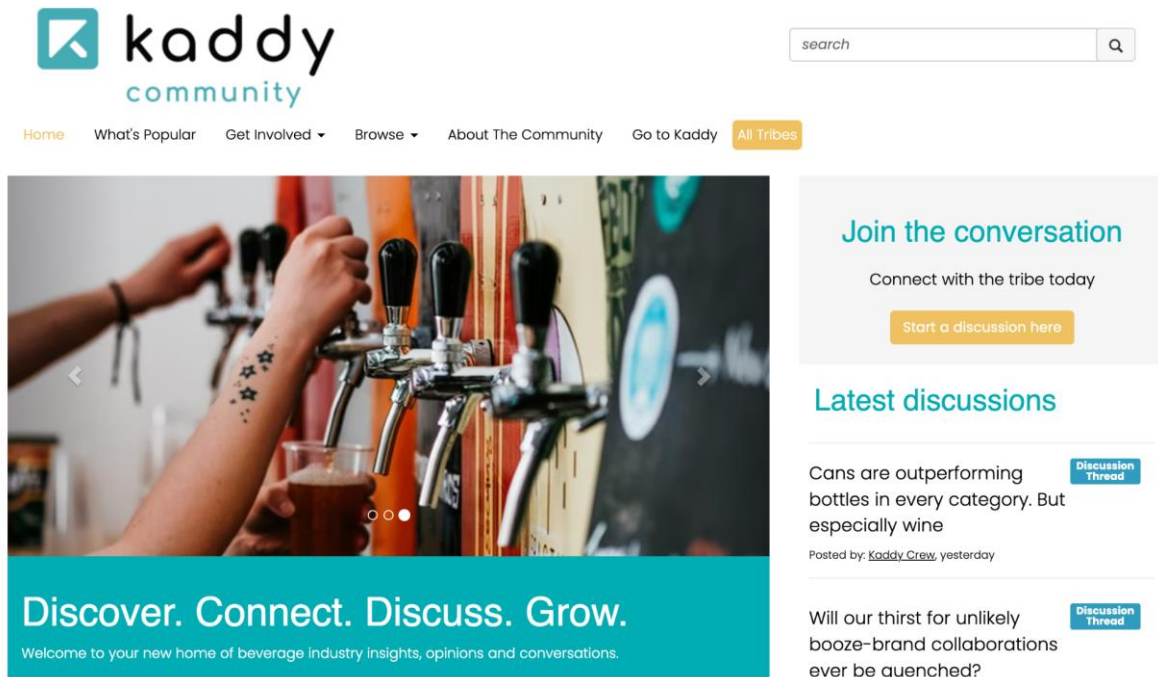 kaddy
community
search
Home What's Popular Get Involved Browse About The Community Go to Kaddy All Tribes
Discover. Connect. Discuss. Grow.
Welcome to your new home of beverage industry insights, opinions and conversations.
Join the conversation
Connect with the tribe today
Start a discussion here
Latest discussions
Cans are outperforming
bottles in every category. But
especially wine
Discussion
Thread
Posted by: Kaddy Crew, yesterday
Will our thirst for unlikely
booze-brand collaborations
ever be quenched?
Discussion
Thread